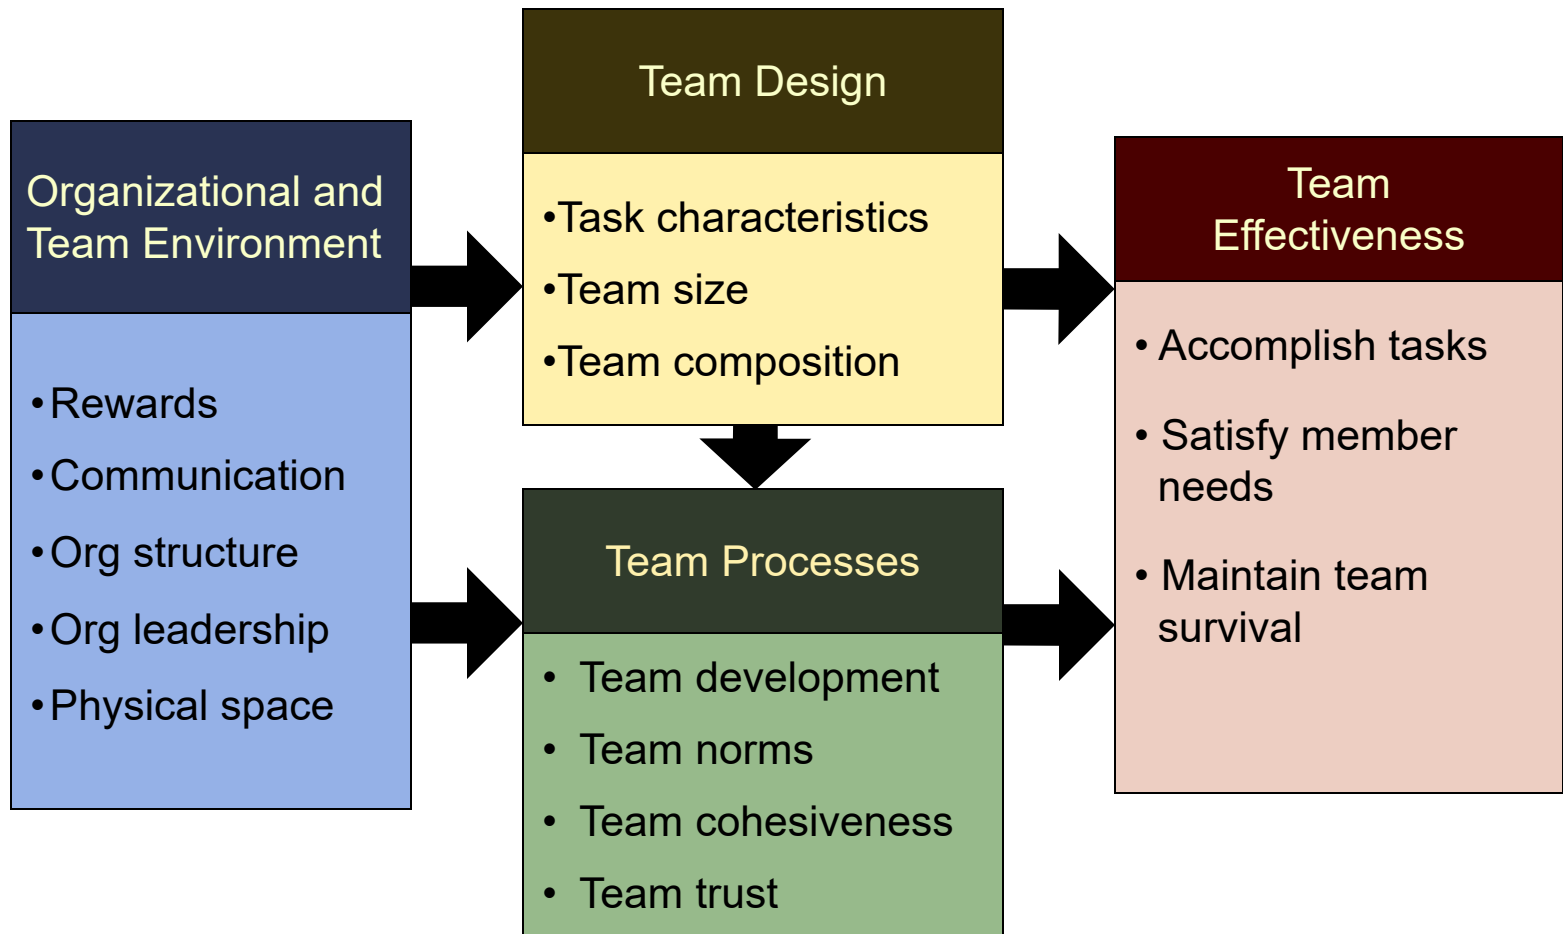 Organizational and
Team Environment
•Rewards
•Communication
•Org structure
•Org leadership
•Physical space
Team Design
•Task characteristics
•Team size
•Team composition
Team Processes
• Team development
• Team norms
• Team cohesiveness
• Team trust
Team
Effectiveness
• Accomplish tasks
• Satisfy member
needs
• Maintain team
survival